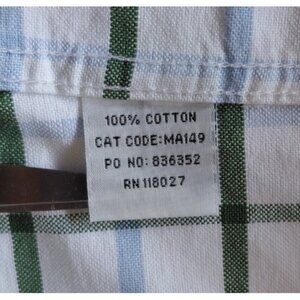 100% COTTON
CAT CODE:MA149
PO NO: 836352
RN 118027